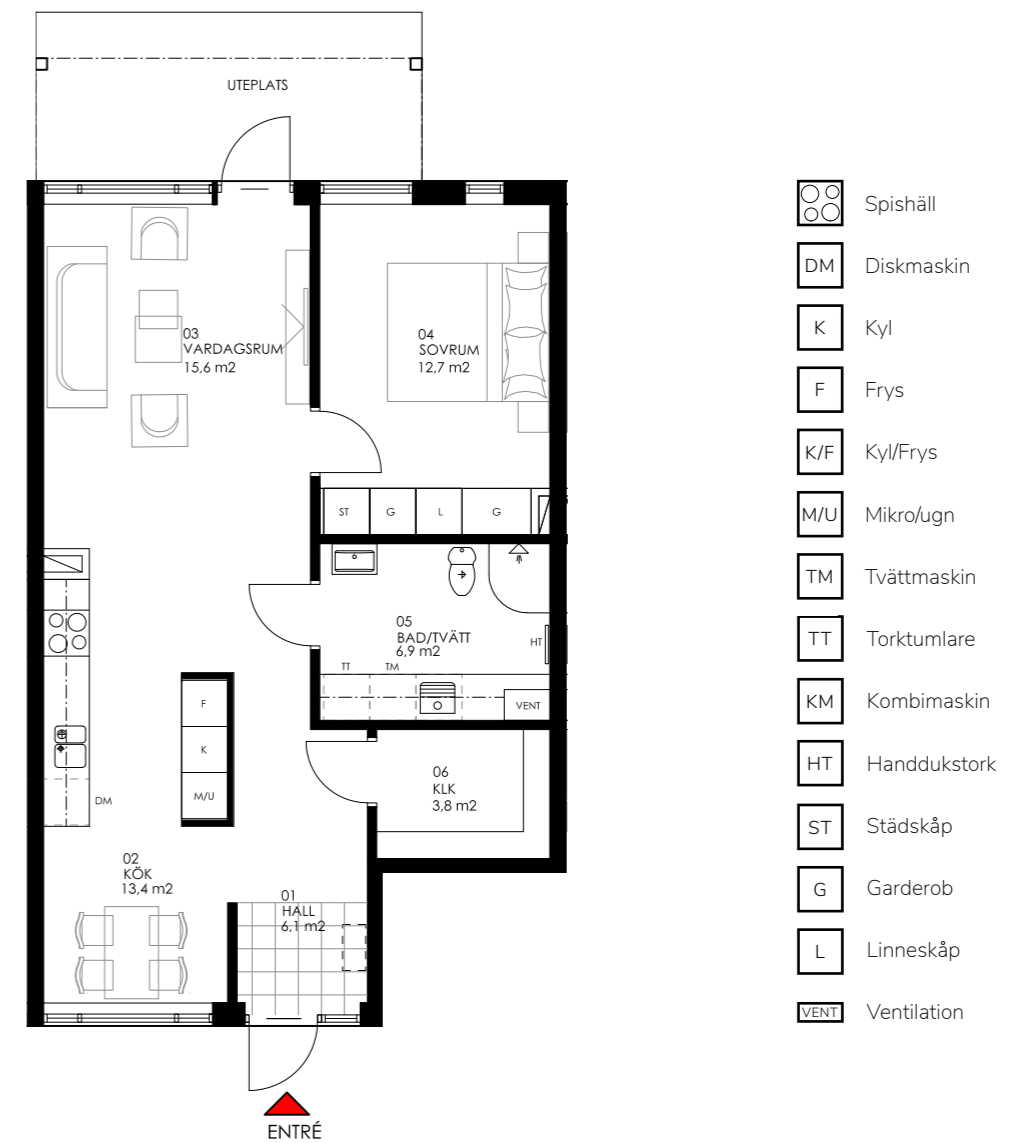 UTEPLATS
03
VARDAGSRUM
15,6 m2
04
SOVRUM
12,7 m2
ST
G
L
G
05
BAD/TVÄTT
6,9 m2
HT
TT
TM
VENT
F
K
M/U
DM
06
KLK
3,8 m2
02
KÖK
13,4 m2
01
HALL
6,1 m2
ENTRÉ
Spishäll
DM Diskmaskin
K Kyl
F Frys
K/F Kyl/Frys
M/U Mikro/ugn
TM Tvättmaskin
TT Torktumlare
KM Kombimaskin
HT Handdukstork
ST Städskåp
G Garderob
L Linneskåp
VENT Ventilation